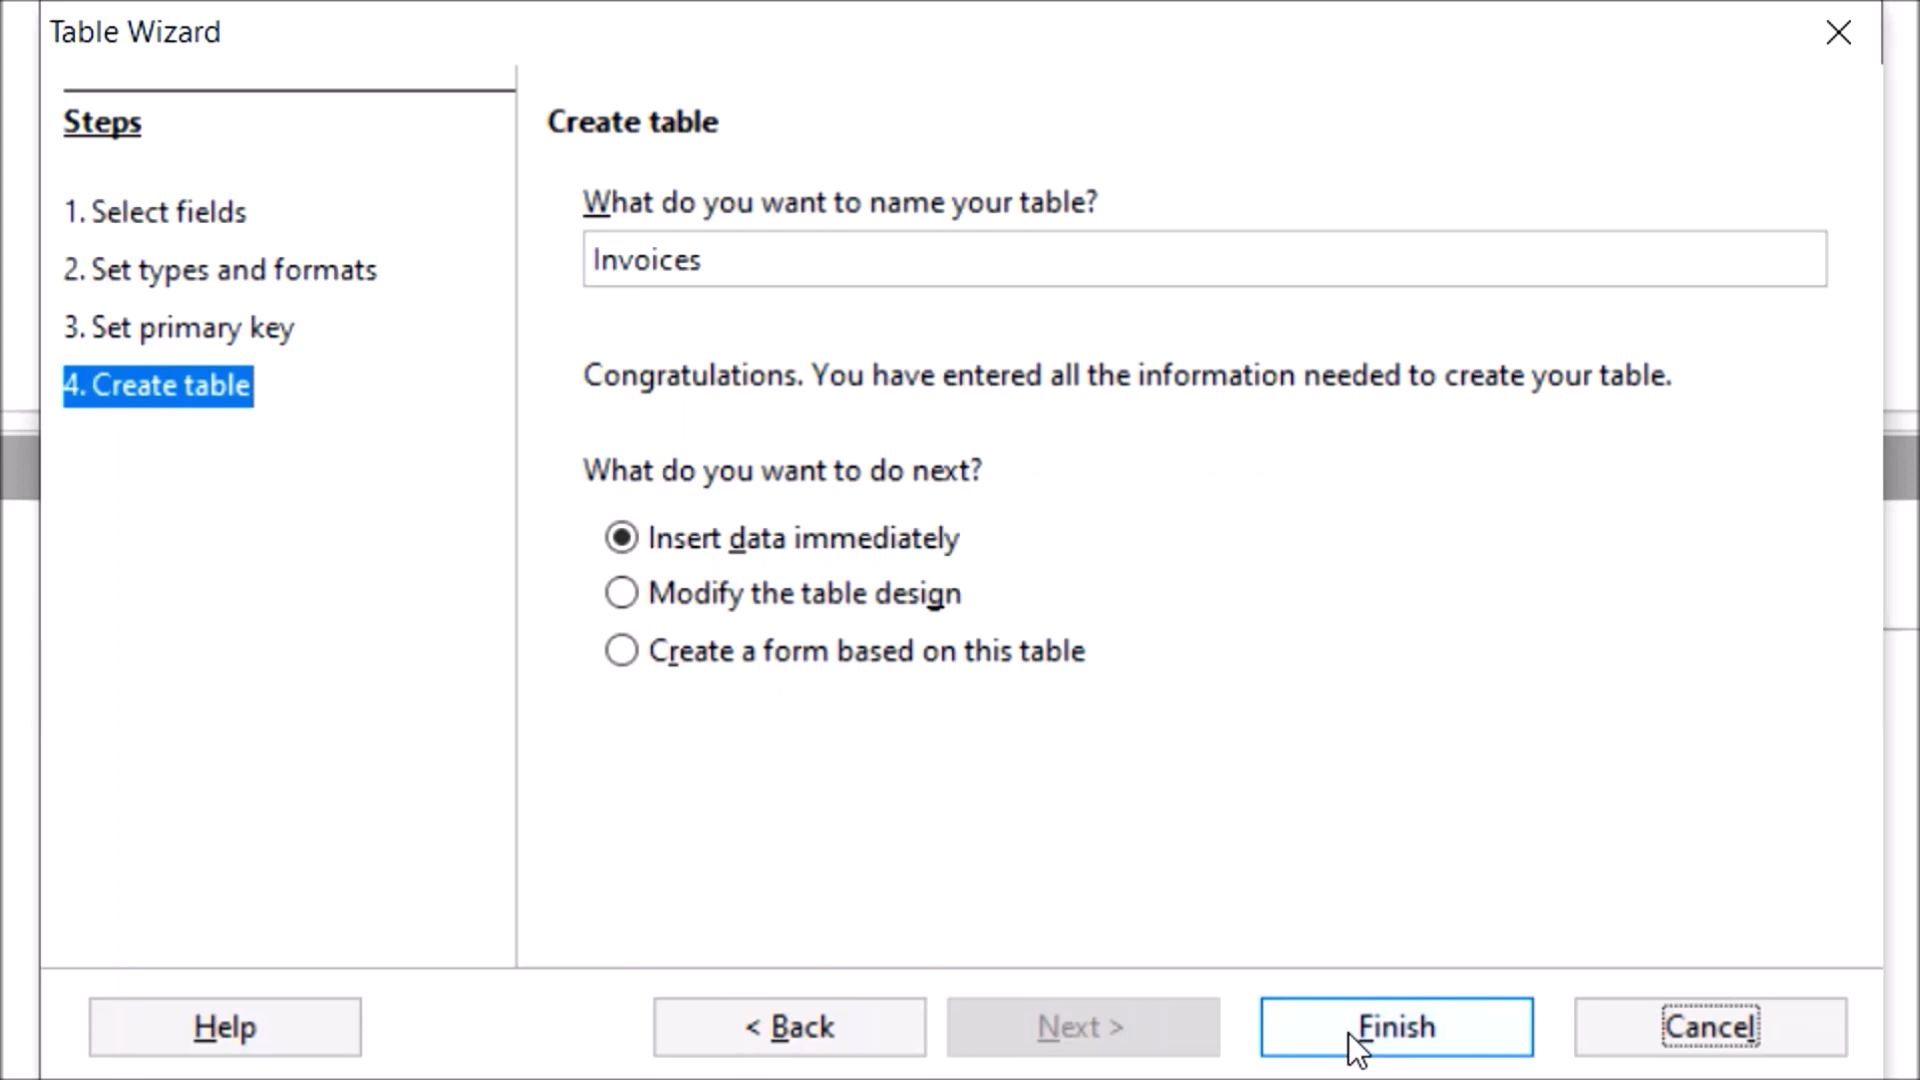 Table Wizard
Steps
1. Select fields
2. Set types and formats
3. Set primary key
4. Create table
Create table
What do you want to name your table?
Invoices
Congratulations. You have entered all the information needed to create your table.
What do you want to do next?
Insert data immediately
Modify the table design
Create a form based on this table
Help
< Back
Next >
Finish
Cancel